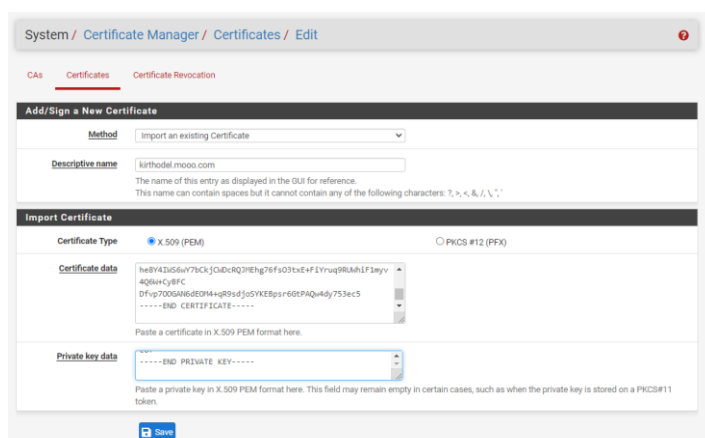 System / Certificate Manager / Certificates / Edit
CAs Certificates Certificate Revocation
Add/Sign a New Certificate
Method Import an existing Certificate
Descriptive name kirthodel.mooo.com
The name of this entry as displayed in the GUI for reference.
This name can contain spaces but it cannot contain any of the following characters: ?, >, <, &, /, \, ", '
Import Certificate
Certificate Type X.509 (PEM) PKCS #12 (PFX)
Certificate data
4Q6W+Cy8FC
-----END CERTIFICATE-----
Paste a certificate in X.509 PEM format here.
Private key data
-----END PRIVATE KEY-----
Paste a private key in X.509 PEM format here. This field may remain empty in certain cases, such as when the private key is stored on a PKCS#11
token.
Save